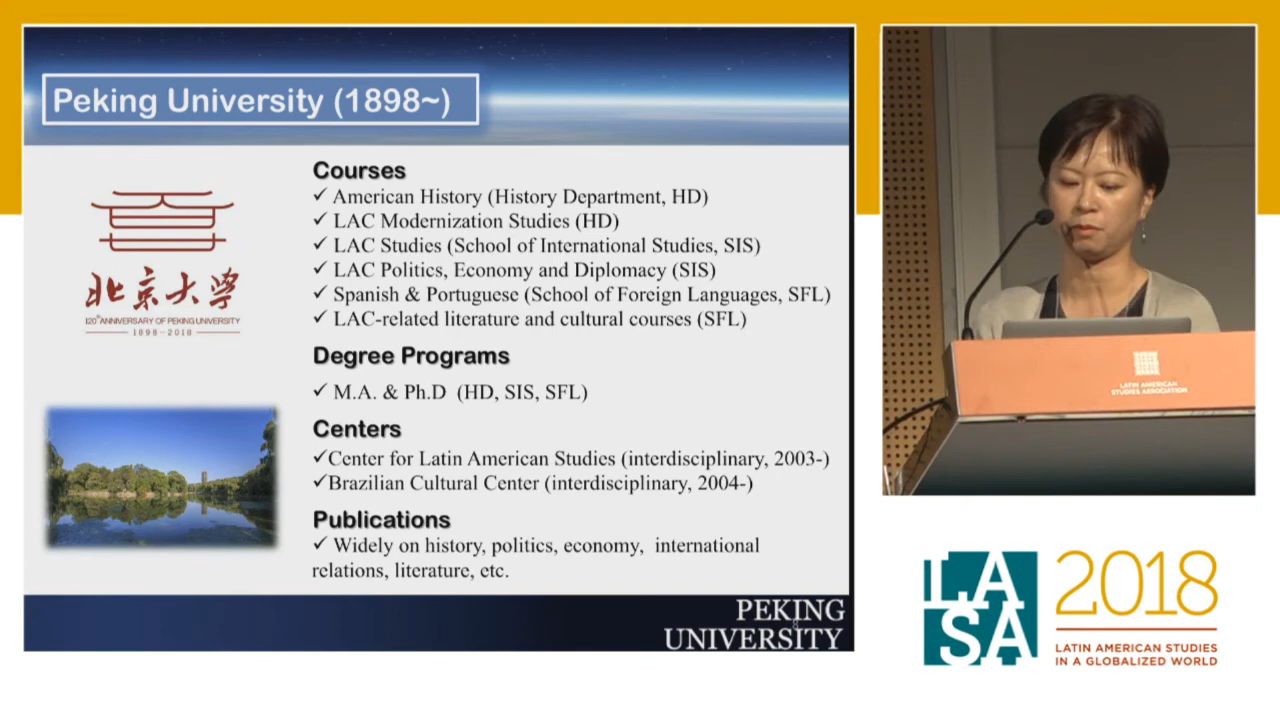 Peking University (1898~)
北京大学
120th ANNIVERSARY OF PEKING UNIVERSITY
1898-2018
Courses
✓ American History (History Department, HD)
✓ LAC Modernization Studies (HD)
✓ LAC Studies (School of International Studies, SIS)
✓ LAC Politics, Economy and Diplomacy (SIS)
✓ Spanish & Portuguese (School of Foreign Languages, SFL)
✓ LAC-related literature and cultural courses (SFL)
Degree Programs
✓ M.A. & Ph.D (HD, SIS, SFL)
Centers
✓Center for Latin American Studies (interdisciplinary, 2003-)
✓Brazilian Cultural Center (interdisciplinary, 2004-)
Publications
✓ Widely on history, politics, economy, international
relations, literature, etc.
PEKING
UNIVERSITY
8
LATIN AMERICAN
STUDIES ASSOCIATION
LA
SA
2018
LATIN AMERICAN STUDIES
IN A GLOBALIZED WORLD